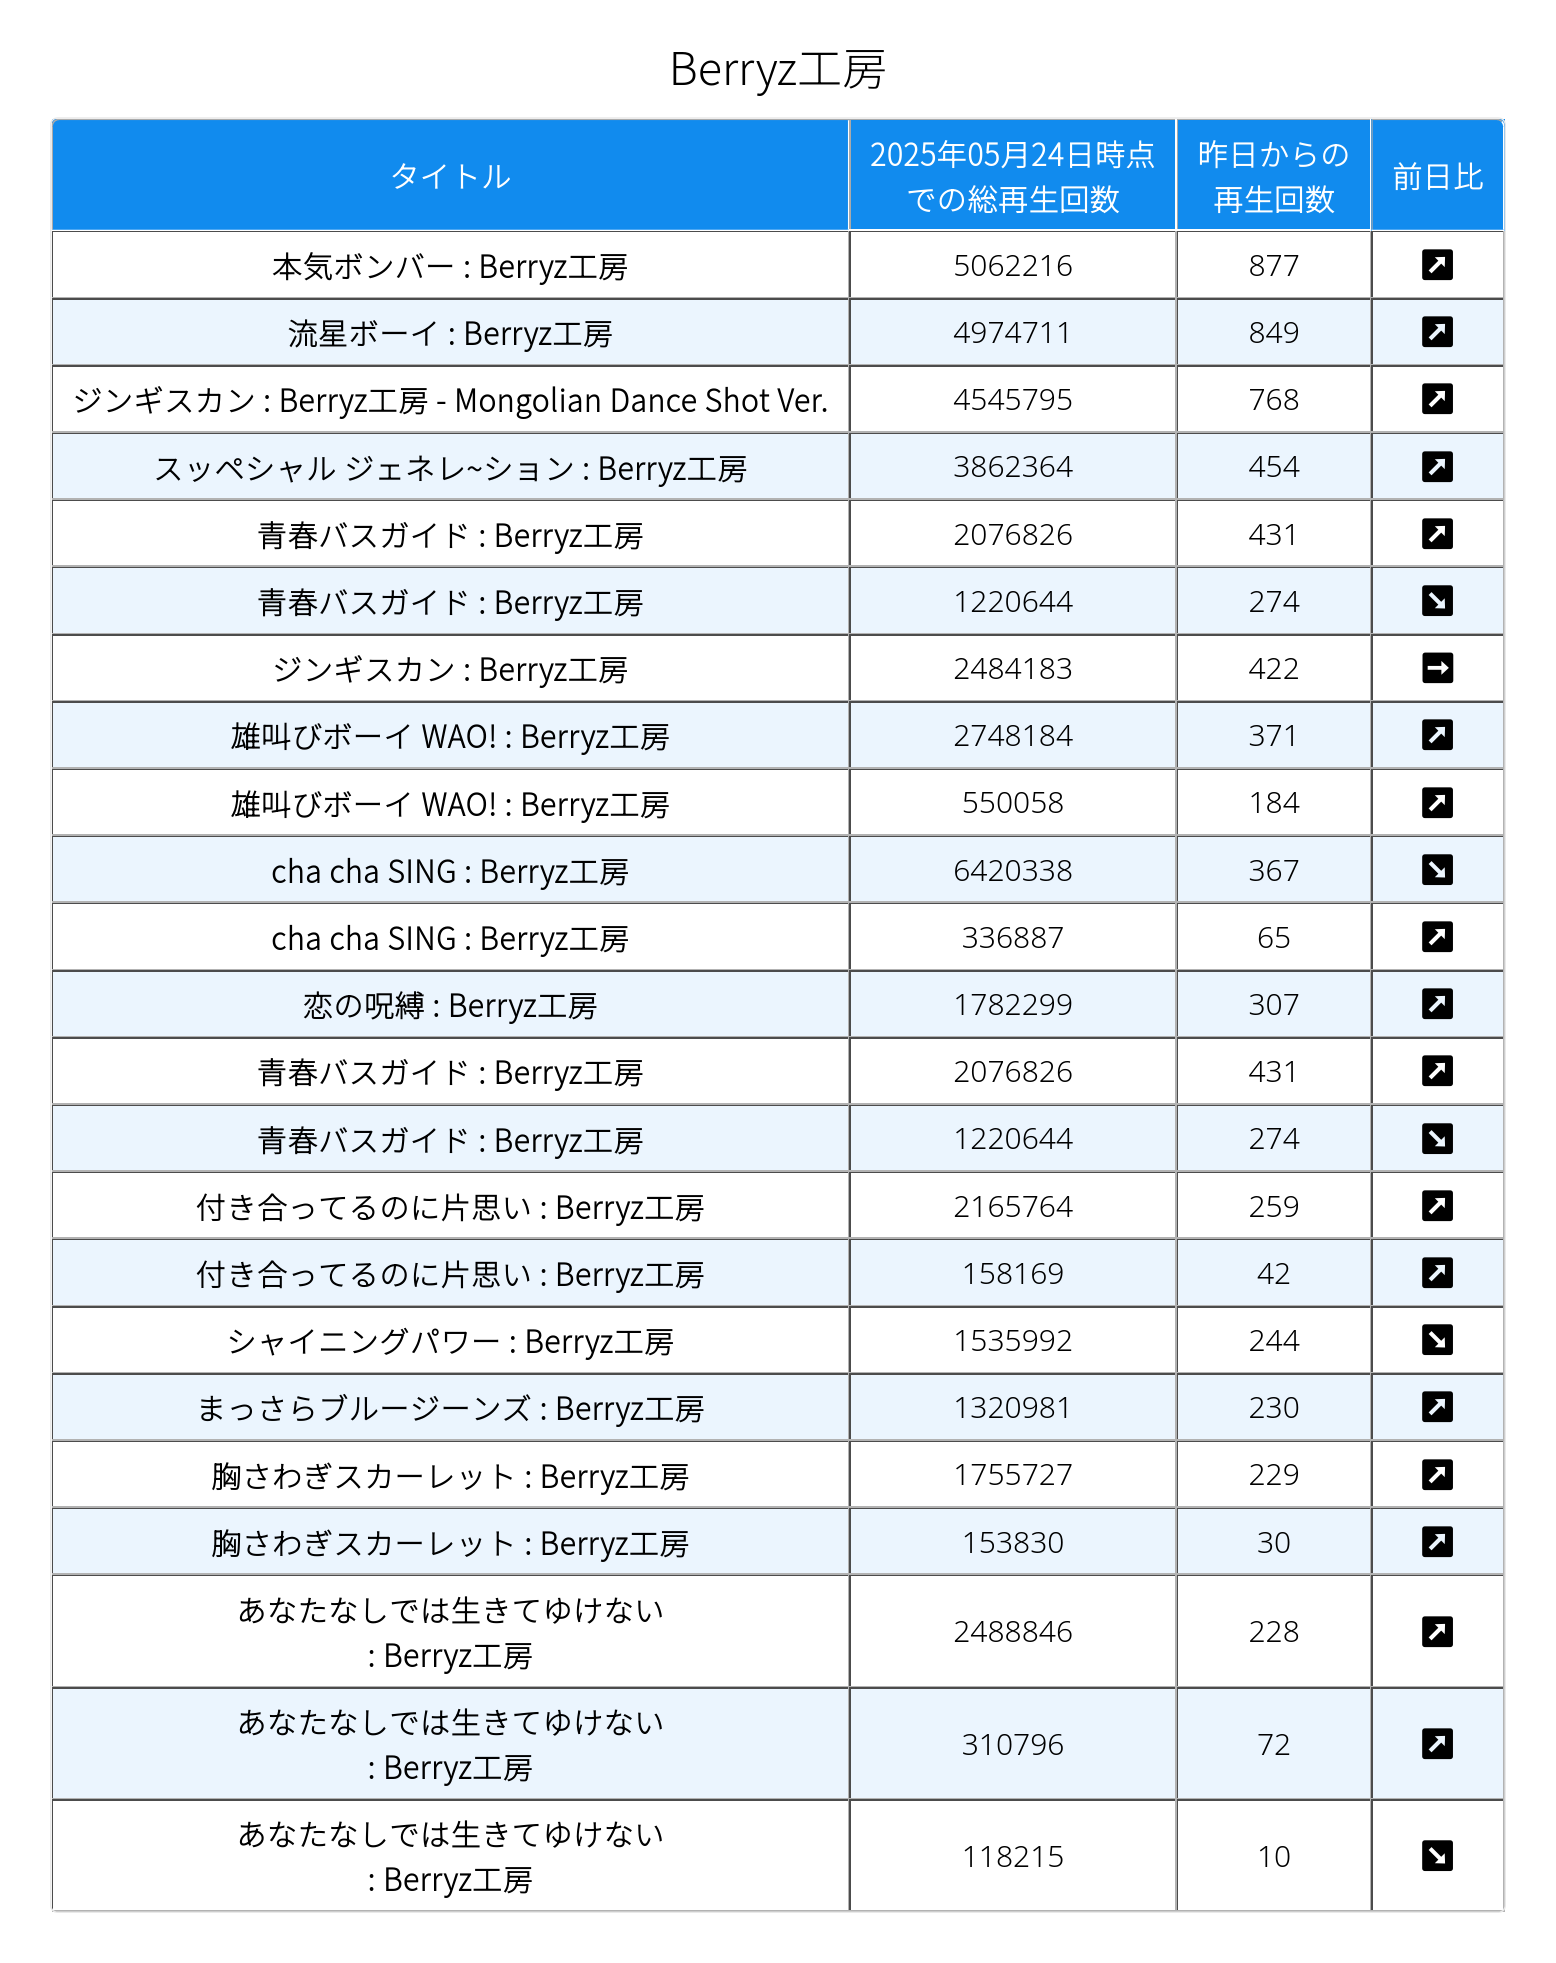 Berryz工房
タイトル
2025年05月24日時点
での総再生回数
昨日からの
再生回数
前日比
本気ボンバー : Berryz工房 5062216 877
流星ボーイ : Berryz工房 4974711 849
ジンギスカン : Berryz工房 - Mongolian Dance Shot Ver. 4545795 768
スッペシャル ジェネレ~ション : Berryz工房 3862364 454
青春バスガイド : Berryz工房 2076826 431
青春バスガイド : Berryz工房 1220644 274
ジンギスカン : Berryz工房 2484183 422
雄叫びボーイ WAO! : Berryz工房 2748184 371
雄叫びボーイ WAO! : Berryz工房 550058 184
cha cha SING : Berryz工房 6420338 367
cha cha SING : Berryz工房 336887 65
恋の呪縛 : Berryz工房 1782299 307
青春バスガイド : Berryz工房 2076826 431
青春バスガイド : Berryz工房 1220644 274
付き合ってるのに片思い : Berryz工房 2165764 259
付き合ってるのに片思い : Berryz工房 158169 42
シャイニングパワー : Berryz工房 1535992 244
まっさらブルージーンズ : Berryz工房 1320981 230
胸さわぎスカーレット : Berryz工房 1755727 229
胸さわぎスカーレット : Berryz工房 153830 30
あなたなしでは生きてゆけない
: Berryz工房 2488846 228
あなたなしでは生きてゆけない
: Berryz工房 310796 72
あなたなしでは生きてゆけない
: Berryz工房 118215 10